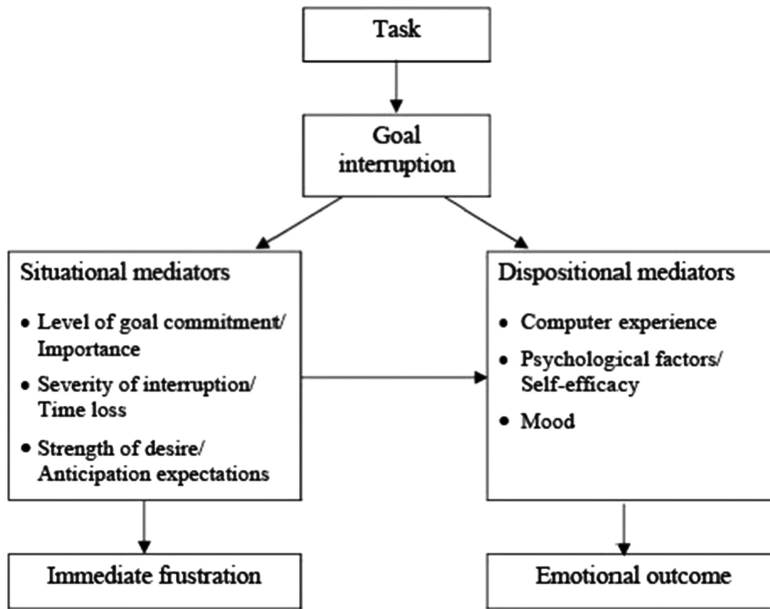 Task
Goal
interruption
Situational mediators
• Level of goal commitment/
Importance
• Severity of interruption/
Time loss
• Strength of desire/
Anticipation expectations
Dispositional mediators
• Computer experience
• Psychological factors/
Self-efficacy
• Mood
Immediate frustration
Emotional outcome